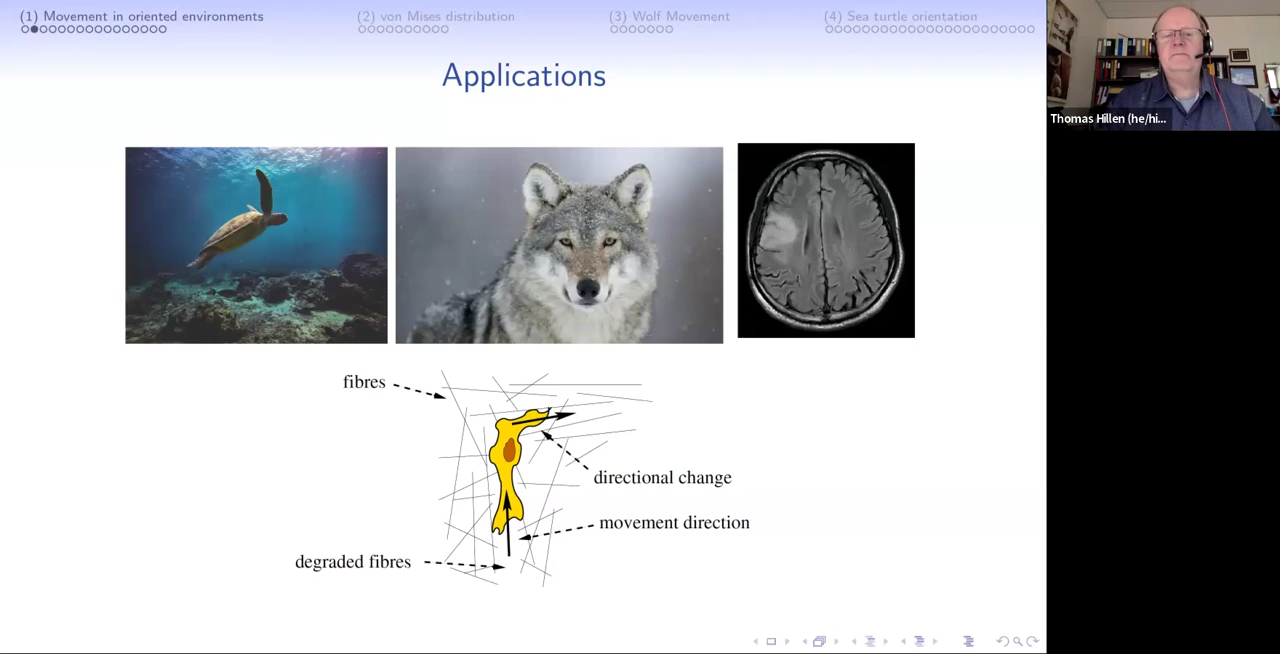 (1) Movement in oriented environments
(2) von Mises distribution
(3) Wolf Movement
(4) Sea turtle orientation
Applications
Thomas Hillen (he/hi...
fibres
directional change
movement direction
degraded fibres